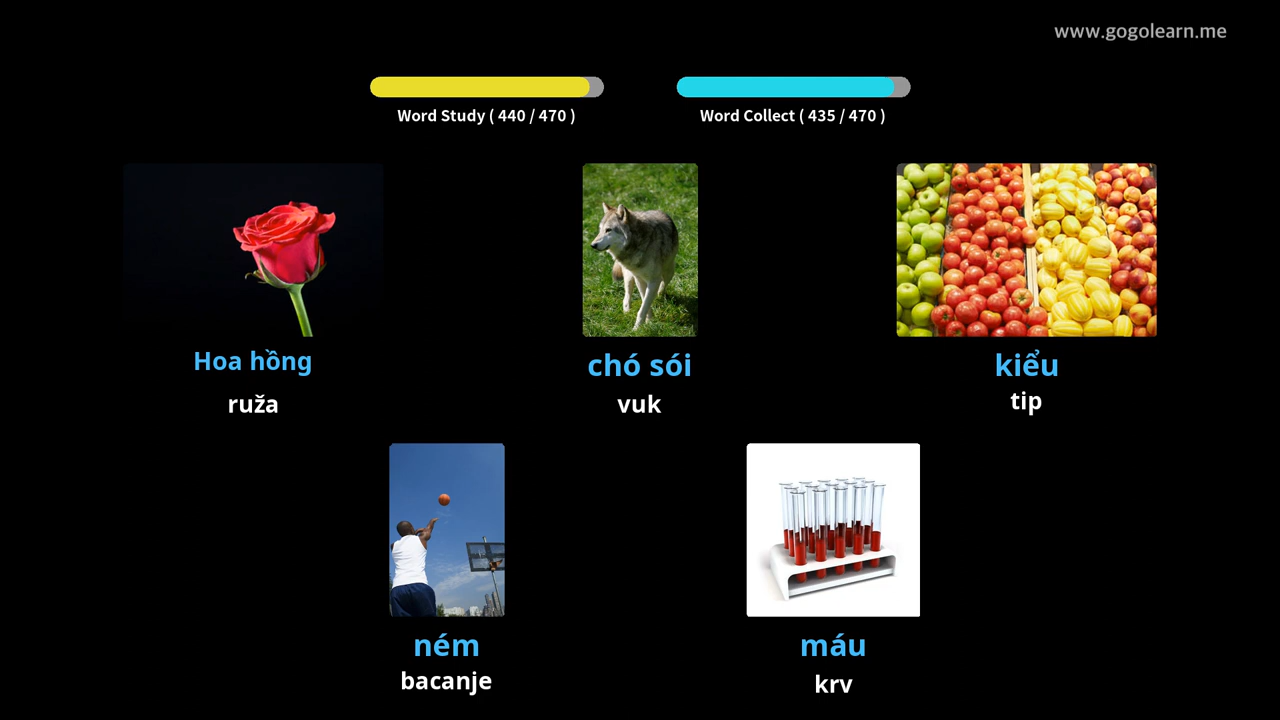 www.gogolearn.me
Word Study ( 440 / 470 )
Word Collect ( 435 / 470 )
Hoa hồng
ruža
chó sói
vuk
kiểu
tip
ném
bacanje
máu
krv